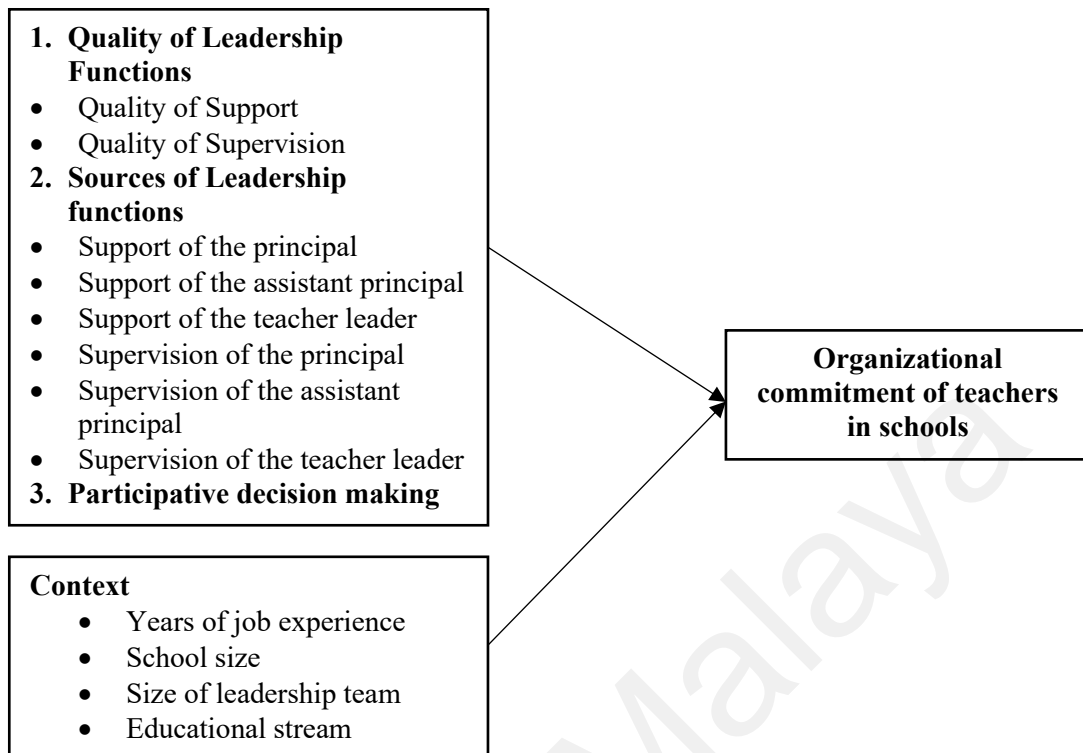 1. Quality of Leadership
Functions
• Quality of Support
• Quality of Supervision
2. Sources of Leadership
functions
• Support of the principal
• Support of the assistant principal
• Support of the teacher leader
• Supervision of the principal
• Supervision of the assistant
principal
• Supervision of the teacher leader
3. Participative decision making
Organizational
commitment of teachers
in schools
Context
• Years of job experience
• School size
• Size of leadership team
• Educational stream
Malaya